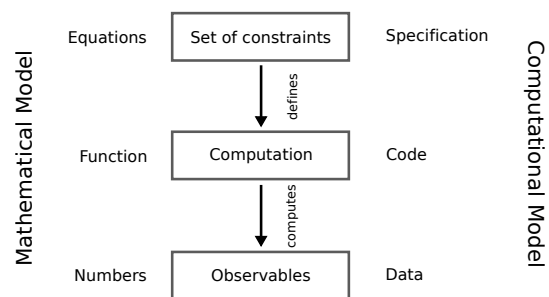 Equations
Set of constraints
Specification
defines
Function
Computation
Code
computes
Numbers
Observables
Data
Mathematical Model
Computational Model